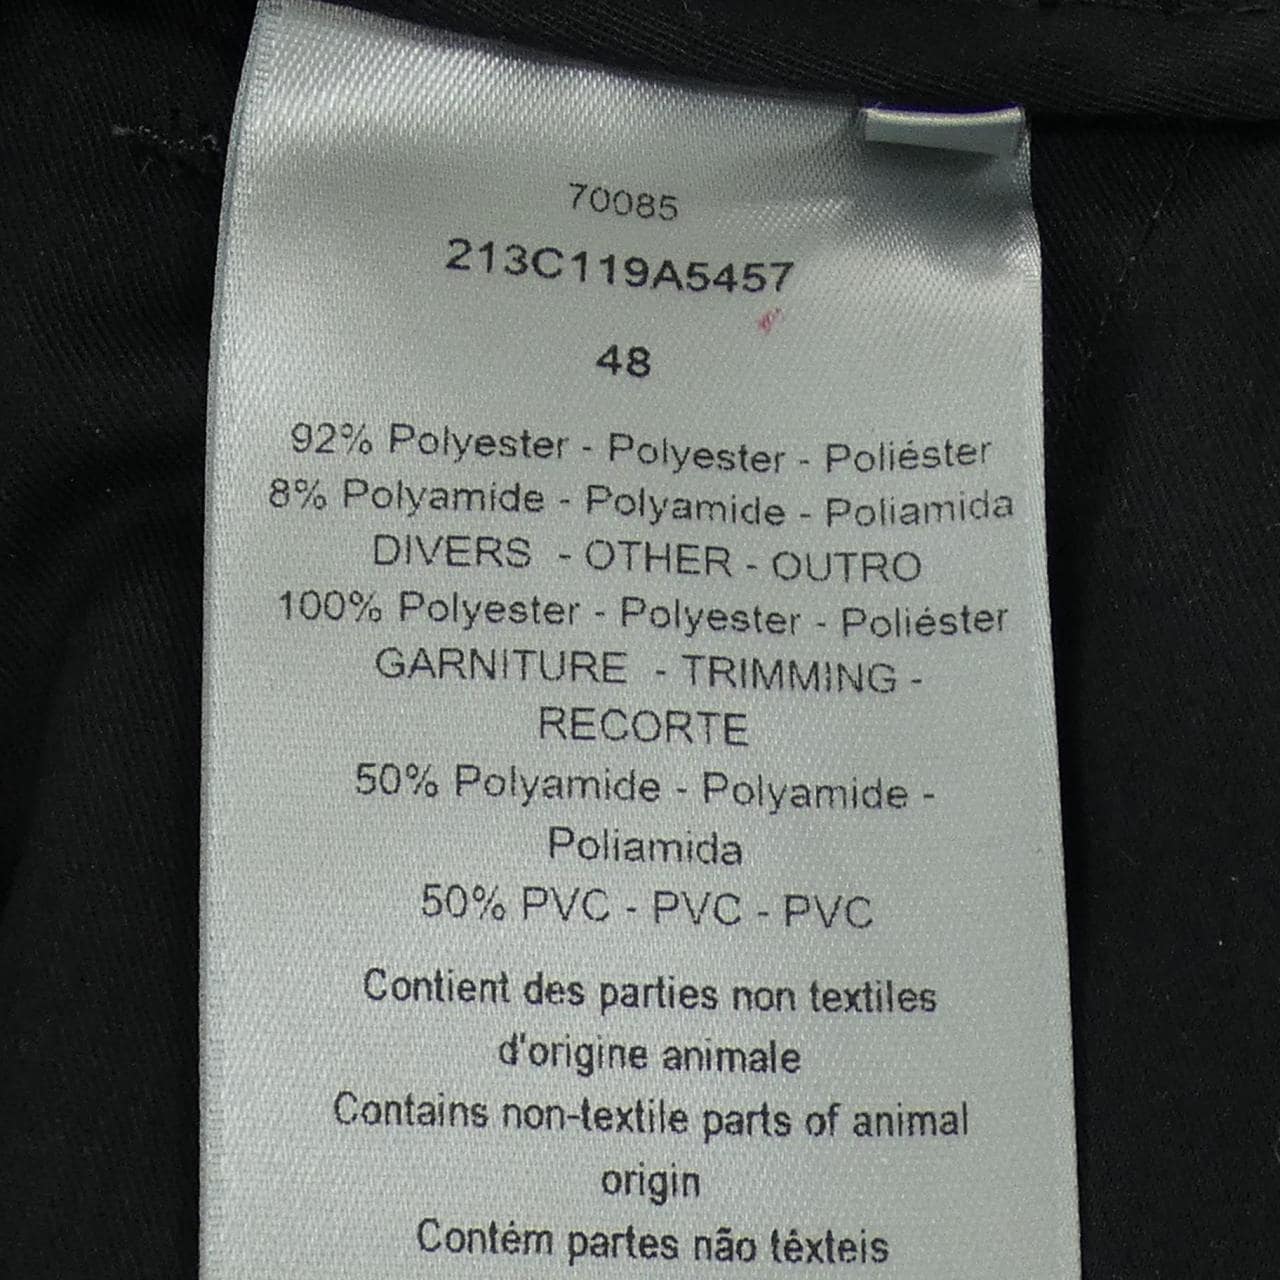 70085
213C119A5457
48
92% Polyester - Polyester - Poliéster
8% Polyamide - Polyamide - Poliamida
DIVERS - OTHER - OUTRO
100% Polyester - Polyester - Poliéster
GARNITURE - TRIMMING -
RECORTE
50% Polyamide - Polyamide -
Poliamida
50% PVC - PVC - PVC
Contient des parties non textiles
d'origine animale
Contains non-textile parts of animal
origin
Contém partes não têxteis